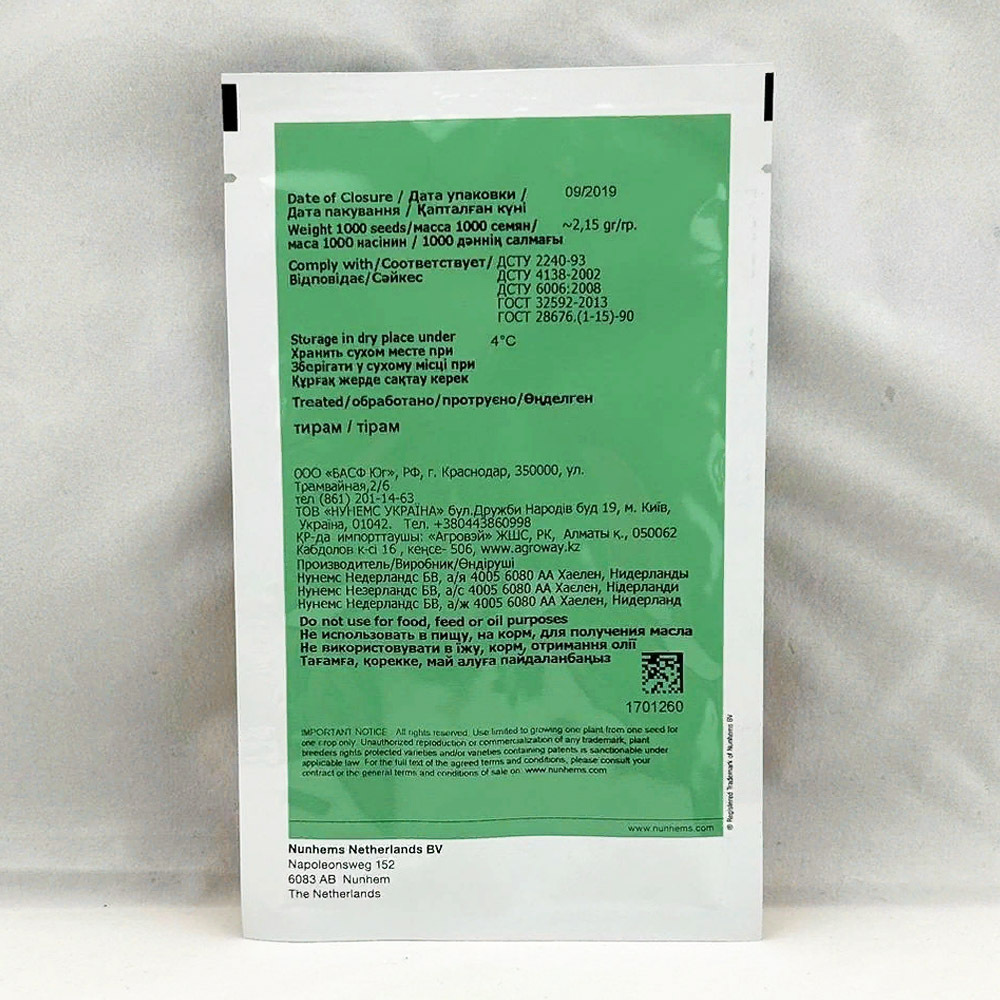 Date of Closure / Дата упаковки / 09/2019
Дата пакування / Қапталған күні
Weight 1000 seeds/масса 1000 семян/ ~2,15 gr/гр.
маса 1000 насінин / 1000 дәннің салмағы
Comply with/Соответствует/ ДСТУ 2240-93
Відповідає/Сәйкес ДСТУ 4138-2002
ДСТУ 6006:2008
ГОСТ 32592-2013
ГОСТ 28676.(1-15)-90
Storage in dry place under 4°C
Хранить сухом месте при
Зберігати у сухому місці при
Құрғақ жерде сақтау керек
Treated/обработано/протруєно/Өңделген
тирам / тірам
ООО «БАСФ Юг», РФ, г. Краснодар, 350000, ул.
Трамвайная,2/6
тел (861) 201-14-63
ТОВ «НУНЕМС УКРАЇНА» бул.Дружби Народів буд 19, м. Київ,
Україна, 01042. Тел. +380443860998
ҚР-да импорттаушы: «Агровэй» ЖШС, РК, Алматы қ., 050062
Кабдолов к-сі 16 , кеңсе- 506, www.agroway.kz
Производитель/Виробник/Өндіруші
Нунемс Недерландс БВ, а/я 4005 6080 АА Хаелен, Нидерланды
Нунемс Незерландс БВ, а/с 4005 6080 АА Хаєлен, Нідерланди
Нунемс Недерландс БВ, а/ж 4005 6080 АА Хаелен, Нидерланд
Do not use for food, feed or oil purposes
Не использовать в пищу, на корм, для получения масла
Не використовувати в їжу, корм, отримання олії
Тағамға, қорекке, май алуға пайдаланбаңыз
1701260
IMPORTANT NOTICE All rights reserved. Use limited to growing one plant from one seed for
one crop only. Unauthorized reproduction or commercialization of any trademark, plant
breeders rights protected varieties and/or varieties containing patents is sanctionable under
applicable law. For the full text of the agreed terms and conditions, please consult your
contract or the general terms and conditions of sale on: www.nunhems.com
www.nunhems.com
® Registered Trademark of Nunhems BV
Nunhems Netherlands BV
Napoleonsweg 152
6083 AB Nunhem
The Netherlands